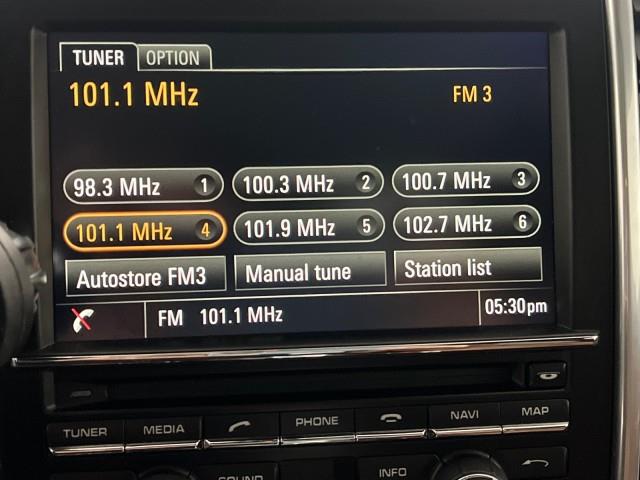 TUNER OPTION
101.1 MHz FM 3
98.3 MHz 1 100.3 MHz 2 100.7 MHz 3
101.1 MHz 4 101.9 MHz 5 102.7 MHz 6
Autostore FM3 Manual tune Station list
FM 101.1 MHz 05:30pm
TUNER MEDIA PHONE NAVI MAP
SOUND INFO